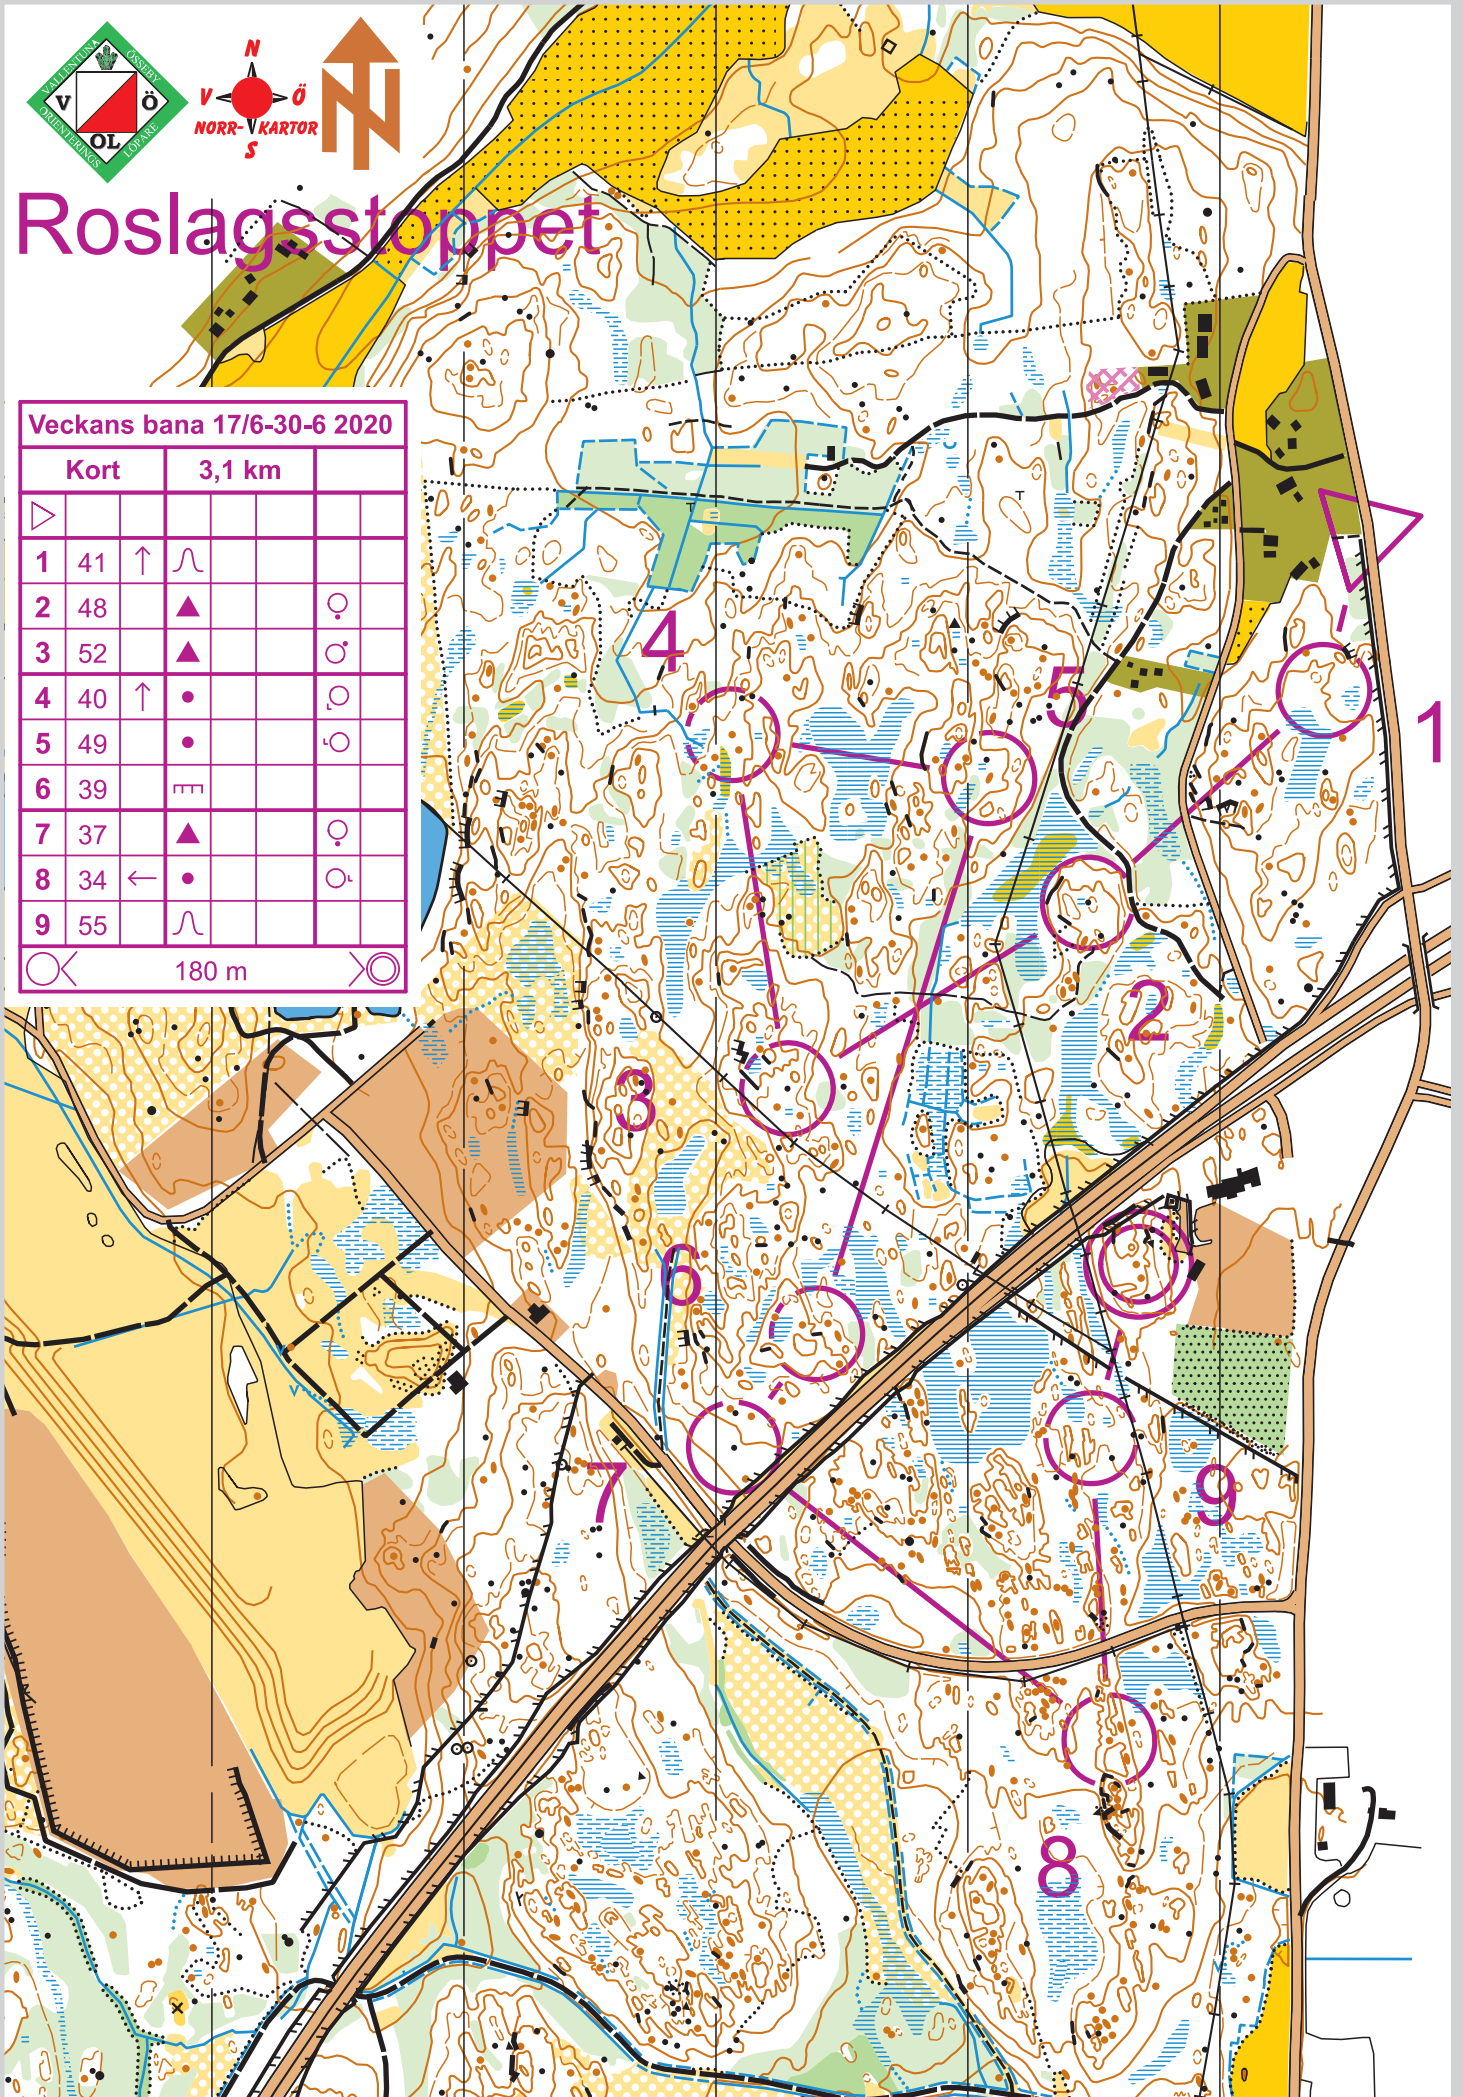 VALLENTUNA
ÖSSEBY
V Ö
OL
ORIENTERINGS
LÖPARE
N
V Ö
NORR- KARTOR
S
Roslagsstoppet
Veckans bana 17/6-30-6 2020
Kort 3,1 km
1 41
2 48
3 52
4 40
5 49
6 39
7 37
8 34
9 55
180 m
4
5
1
2
3
6
7
9
8